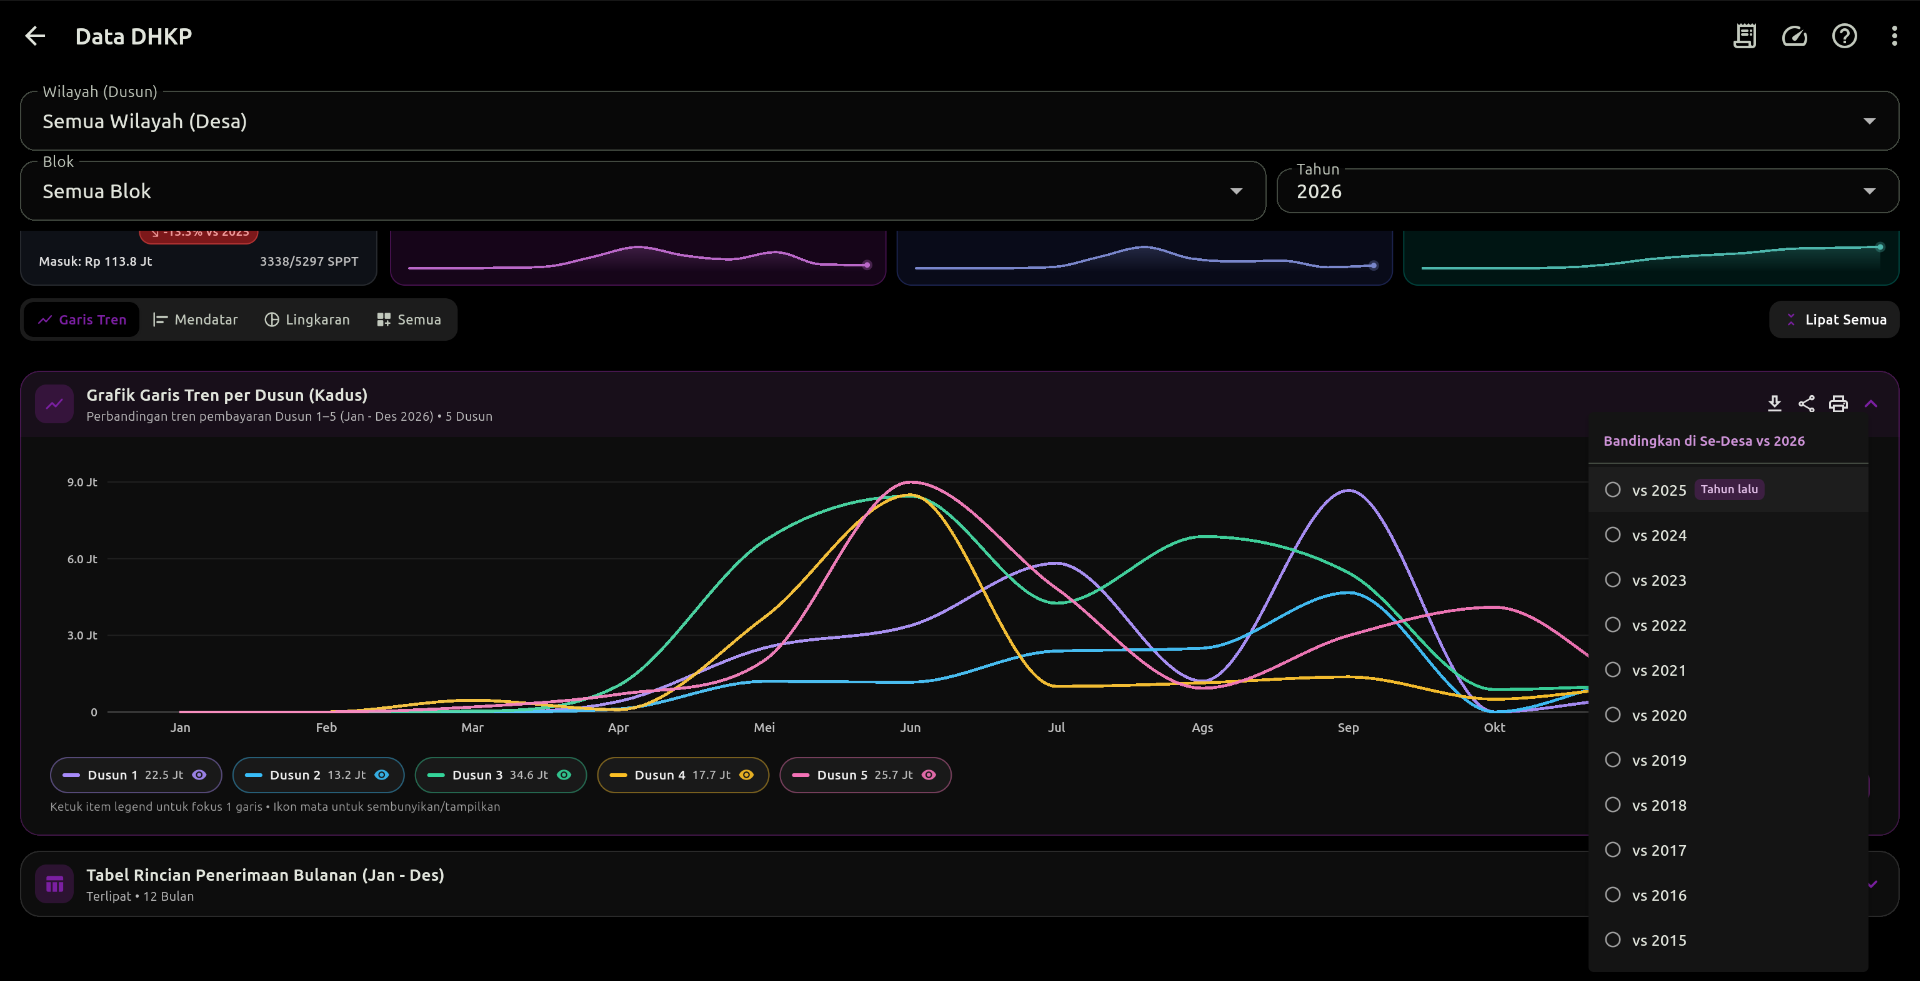 Data DHKP
Wilayah (Dusun)
Semua Wilayah (Desa)
Blok
Semua Blok
Tahun
2026
-13.3% vs 2025
Masuk: Rp 113.8 Jt
3338/5297 SPPT
Garis Tren
Mendatar
Lingkaran
Semua
Lipat Semua
Grafik Garis Tren per Dusun (Kadus)
Perbandingan tren pembayaran Dusun 1–5 (Jan - Des 2026) • 5 Dusun
Bandingkan di Se-Desa vs 2026
vs 2025 Tahun lalu
vs 2024
vs 2023
vs 2022
vs 2021
vs 2020
vs 2019
vs 2018
vs 2017
vs 2016
vs 2015
9.0 Jt
6.0 Jt
3.0 Jt
0
Jan Feb Mar Apr Mei Jun Jul Ags Sep Okt
Dusun 1 22.5 Jt
Dusun 2 13.2 Jt
Dusun 3 34.6 Jt
Dusun 4 17.7 Jt
Dusun 5 25.7 Jt
Ketuk item legend untuk fokus 1 garis • Ikon mata untuk sembunyikan/tampilkan
Tabel Rincian Penerimaan Bulanan (Jan - Des)
Terlipat • 12 Bulan